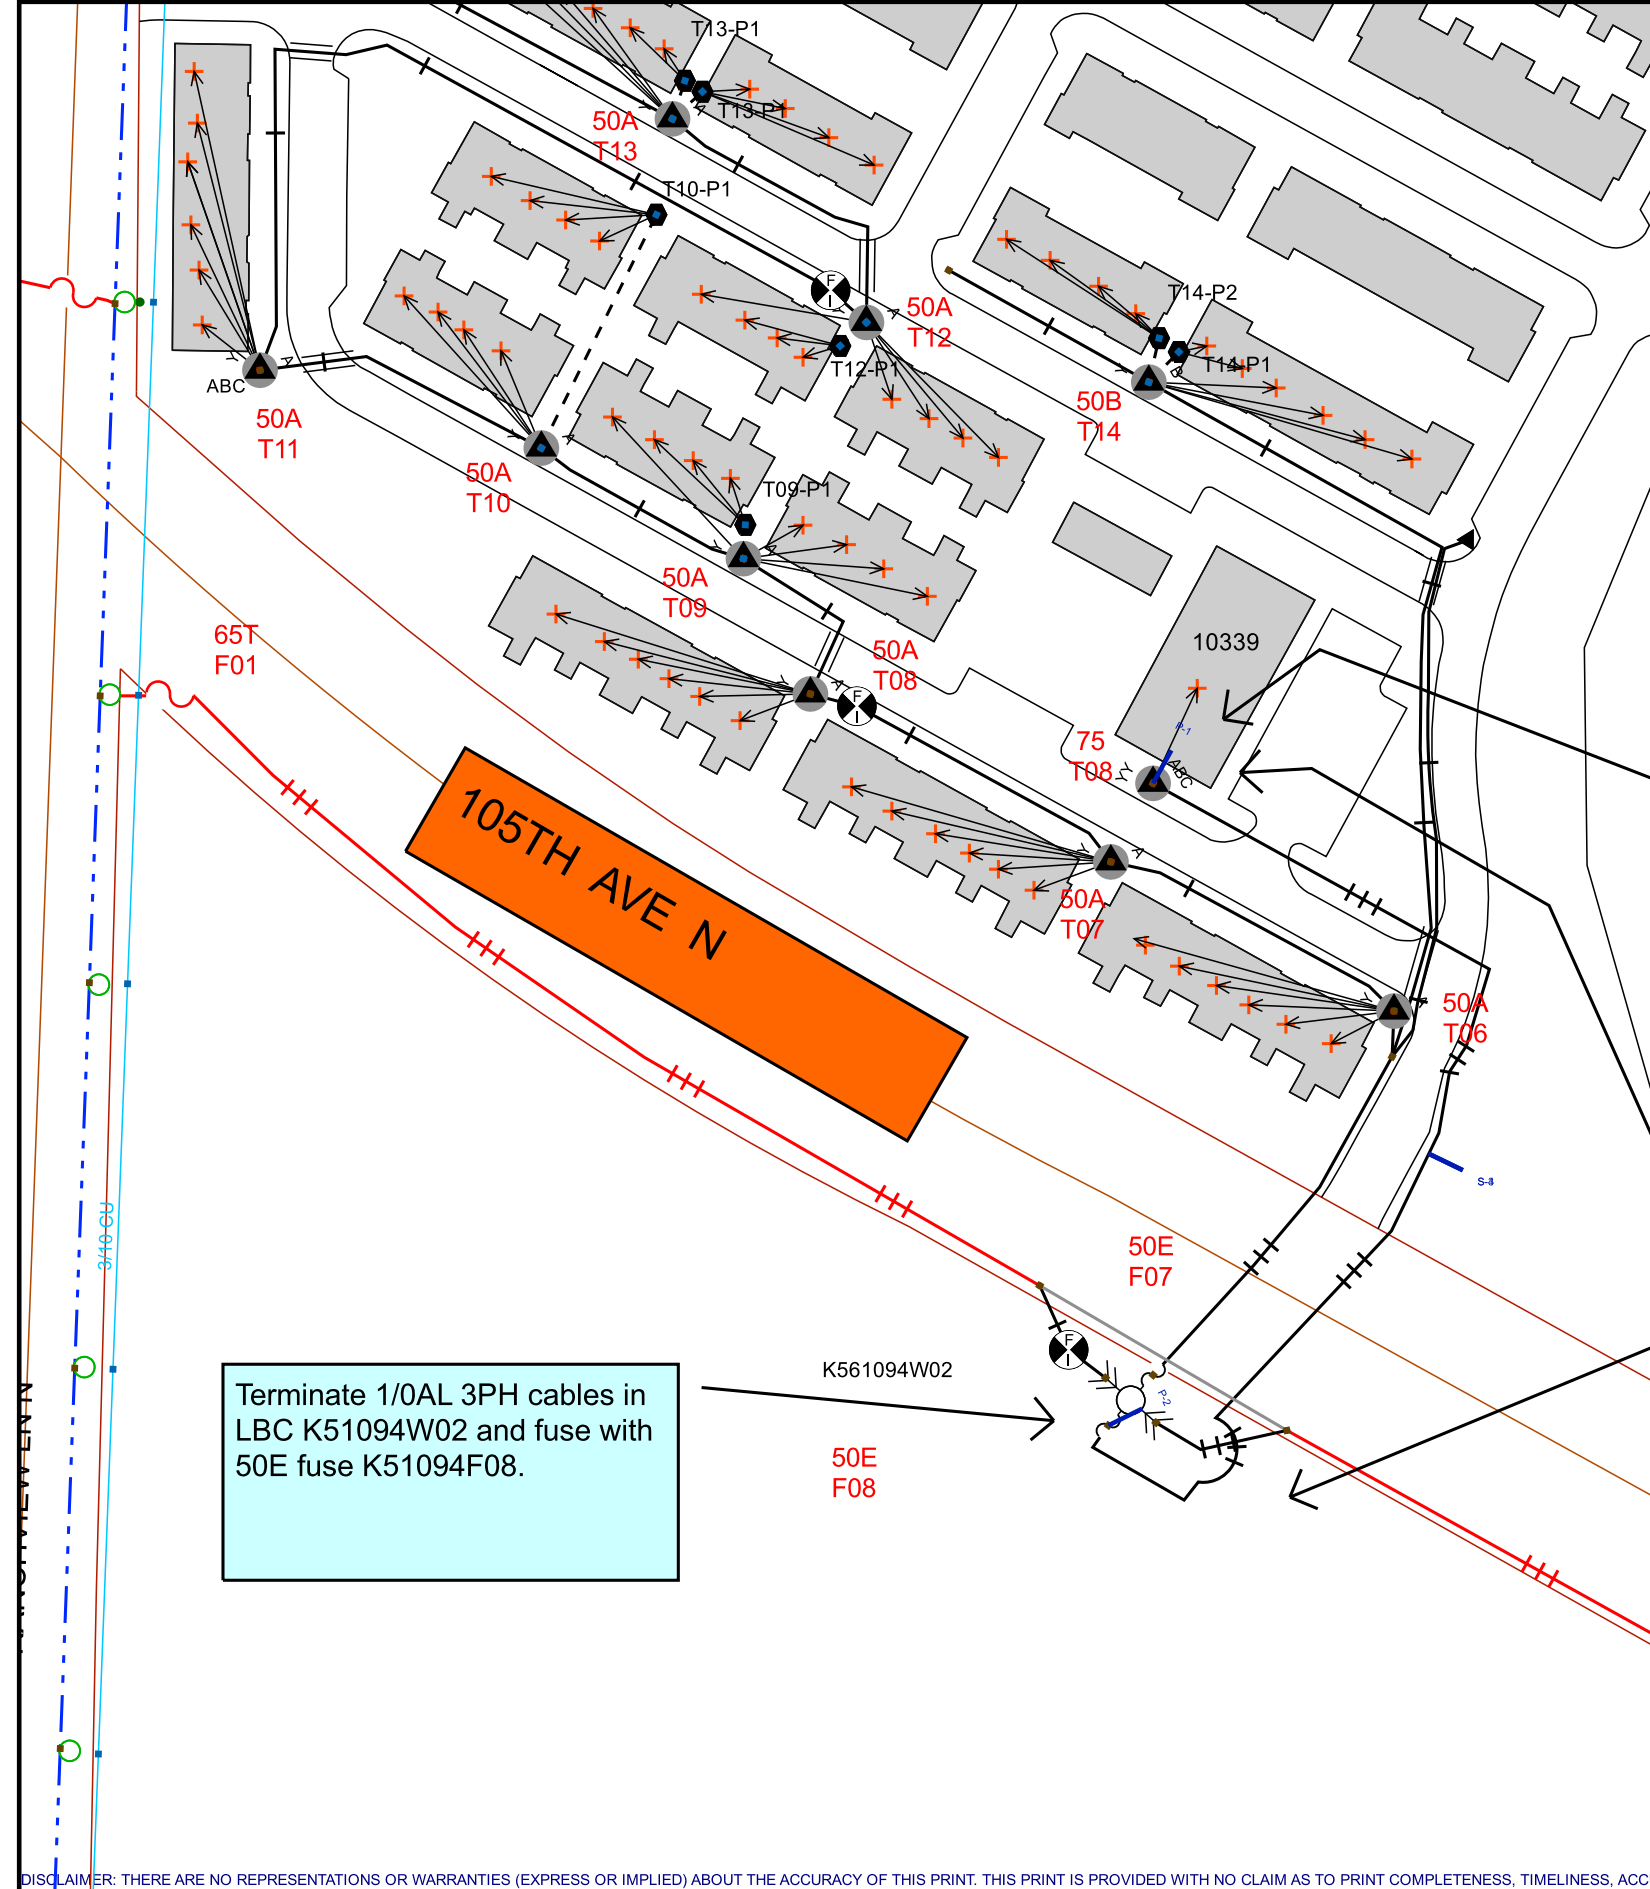 T13-P1
T13-P1
50A
T13
T10-P1
F
I
50A
T12
T12-P1
T14-P2
T14-P1
50B
T14
ABC
50A
T11
50A
T10
T09-P1
50A
T09
50A
T08
65T
F01
10339
P-1
75
T08
ABC
105TH AVE N
F
I
50A
T07
50A
T06
3/10 CU
50E
F07
F
I
P-2
K561094W02
50E
F08
Terminate 1/0AL 3PH cables in
LBC K51094W02 and fuse with
50E fuse K51094F08.
DISCLAIMER: THERE ARE NO REPRESENTATIONS OR WARRANTIES (EXPRESS OR IMPLIED) ABOUT THE ACCURACY OF THIS PRINT. THIS PRINT IS PROVIDED WITH NO CLAIM AS TO PRINT COMPLETENESS, TIMELINESS, ACC